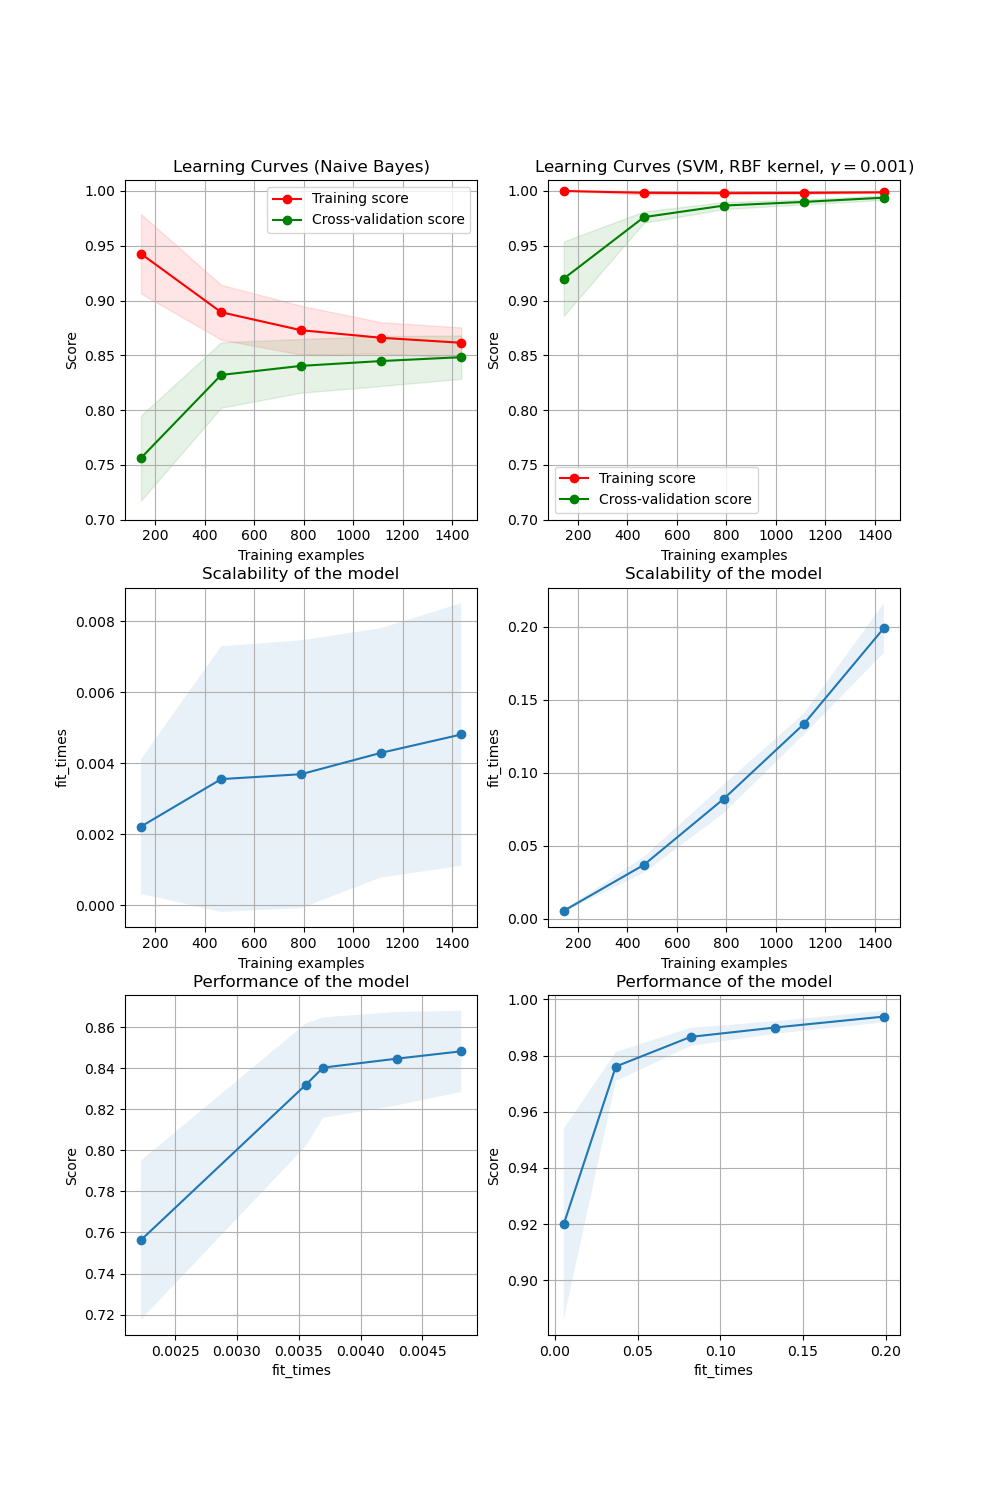 Learning Curves (Naive Bayes)
1.00
0.95
0.90
0.85
0.80
0.75
0.70
Score
Training score
Cross-validation score
200 400 600 800 1000 1200 1400
Training examples
Learning Curves (SVM, RBF kernel, γ = 0.001)
1.00
0.95
0.90
0.85
0.80
0.75
0.70
Score
Training score
Cross-validation score
200 400 600 800 1000 1200 1400
Training examples
Scalability of the model
0.008
0.006
0.004
0.002
0.000
fit_times
200 400 600 800 1000 1200 1400
Training examples
Scalability of the model
0.20
0.15
0.10
0.05
0.00
fit_times
200 400 600 800 1000 1200 1400
Training examples
Performance of the model
0.86
0.84
0.82
0.80
0.78
0.76
0.74
0.72
Score
0.0025 0.0030 0.0035 0.0040 0.0045
fit_times
Performance of the model
1.00
0.98
0.96
0.94
0.92
0.90
Score
0.00 0.05 0.10 0.15 0.20
fit_times